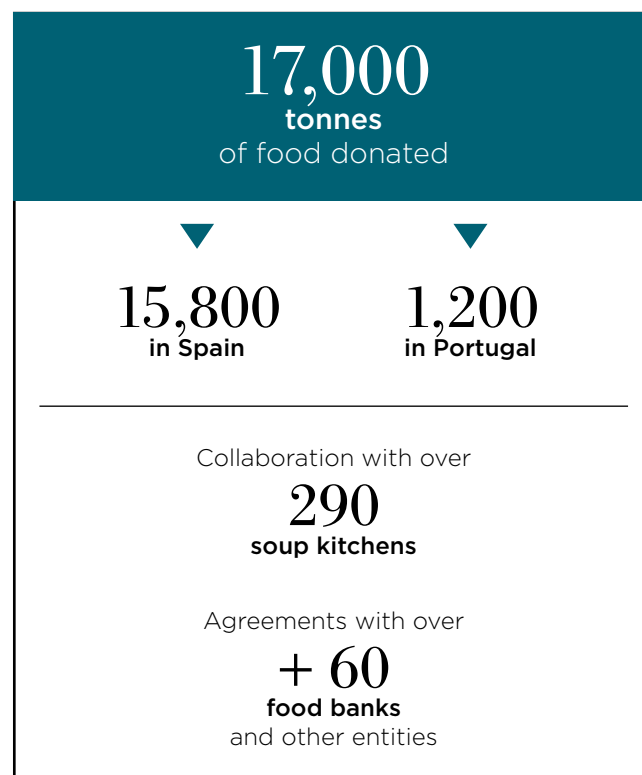 17,000
tonnes
of food donated
15,800
in Spain
1,200
in Portugal
Collaboration with over
290
soup kitchens
Agreements with over
+ 60
food banks
and other entities